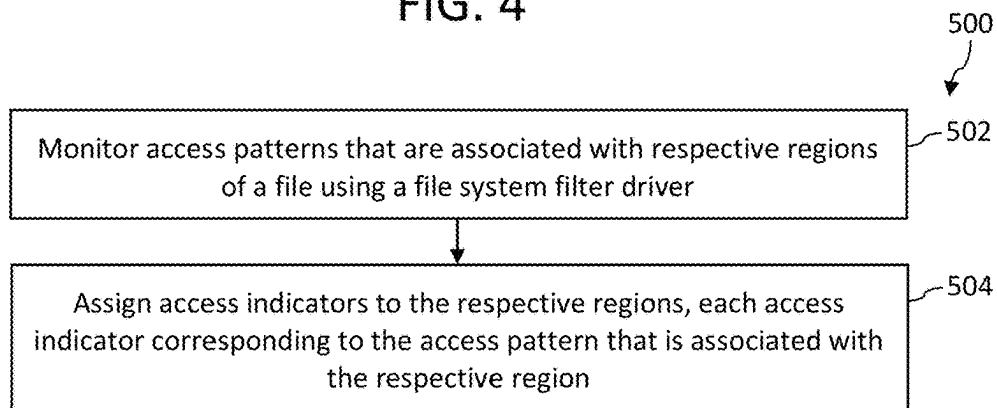 FIG. 4
500
502
Monitor access patterns that are associated with respective regions
of a file using a file system filter driver
504
Assign access indicators to the respective regions, each access
indicator corresponding to the access pattern that is associated with
the respective region